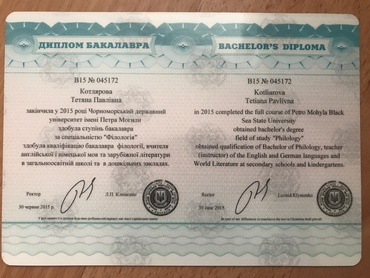 ДИПЛОМ БАКАЛАВРА
В15 № 045172
Котлярова
Тетяна Павлівна
закінчила у 2015 році Чорноморський державний
університет імені Петра Могили
здобула ступінь бакалавра
за спеціальністю "Філологія"
здобула кваліфікацію бакалавра філології, вчителя
англійської і німецької мов та зарубіжної літератури
в загальноосвітній школі та в дошкільних закладах.
Ректор
Л.П. Клименко
30 червня 2015 р.
BACHELOR'S DIPLOMA
B15 № 045172
Kotliarova
Tetiana Pavlivna
in 2015 completed the full course of Petro Mohyla Black
Sea State University
obtained bachelor's degree
field of study "Philology"
obtained qualification of Bachelor of Philology, teacher
(instructor) of the English and German languages and
World Literature at secondary schools and kindergartens.
Rector
Leonid Klymenko
30 June 2015